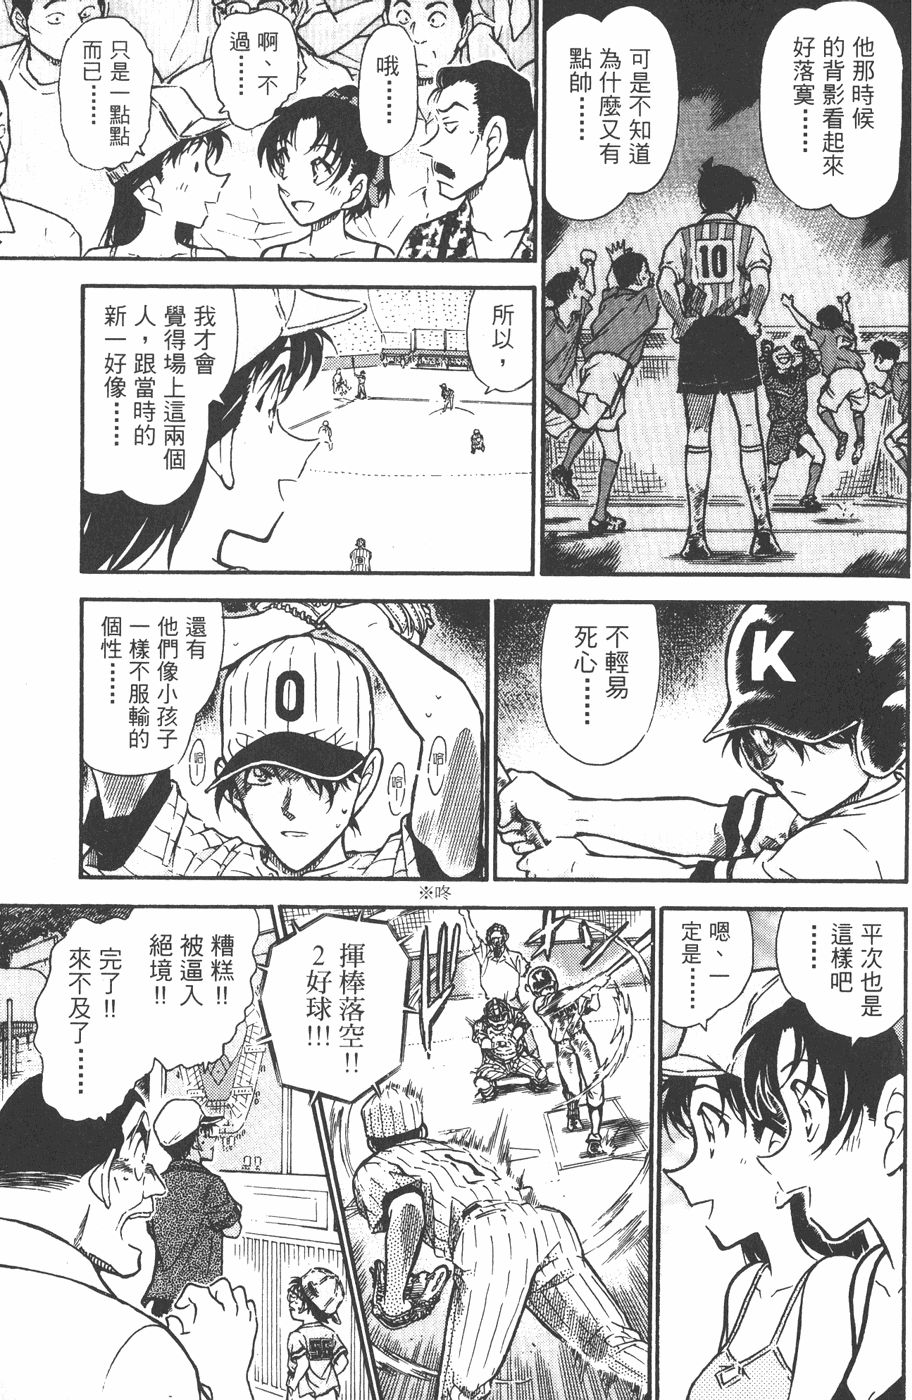 他那時候
的背影看起來
好落寞……
可是不知道
為什麼又有
點帥……
10
哦……
啊、不
過……
只是一點點
而已……
所以，
我才會
覺得場上這兩個
人，跟當時的
新一好像……
K
不輕易
死心……
還有
他們像小孩子
一樣不服輸的
個性……
O
哈—
哈—
哈—
平次也是
這樣吧
……
嗯、一
定是……
※咚
揮棒落空!!
2好球!!!
糟糕!!
被逼入
絕境!!
完了!!
來不及了……